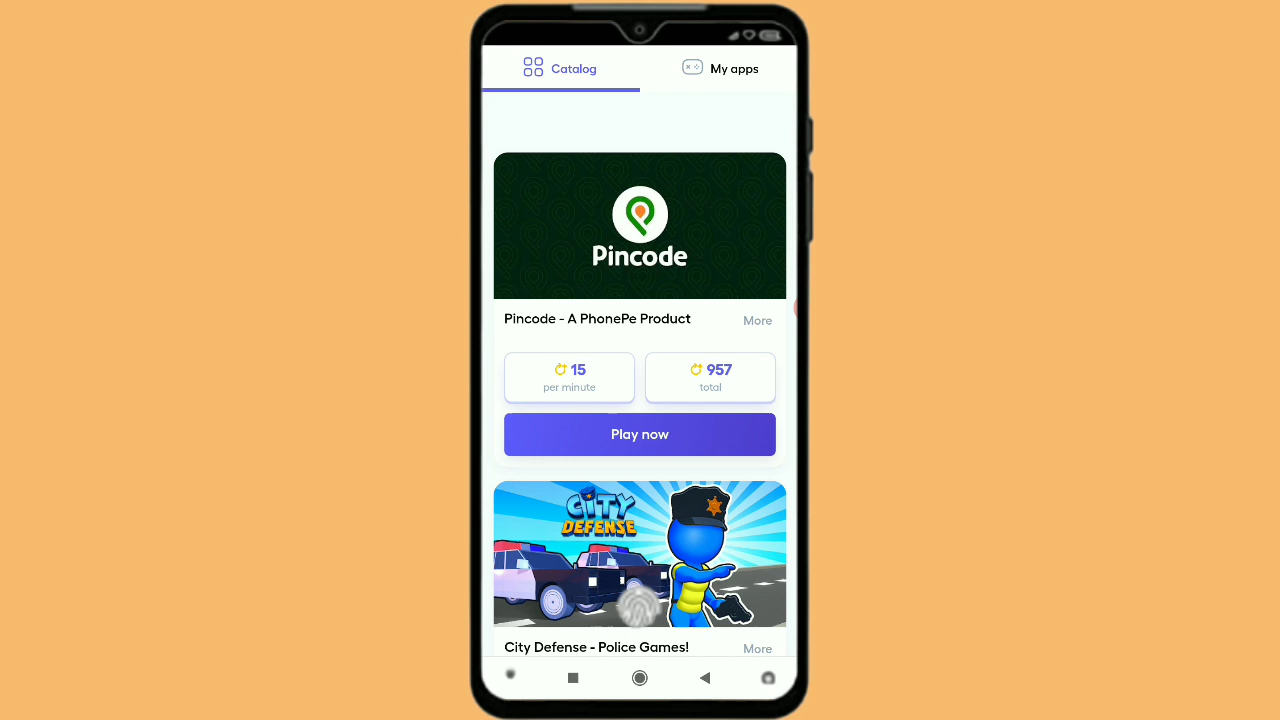 Catalog
My apps
Pincode
Pincode - A PhonePe Product
More
15
per minute
957
total
Play now
CITY
DEFENSE
City Defense - Police Games!
More